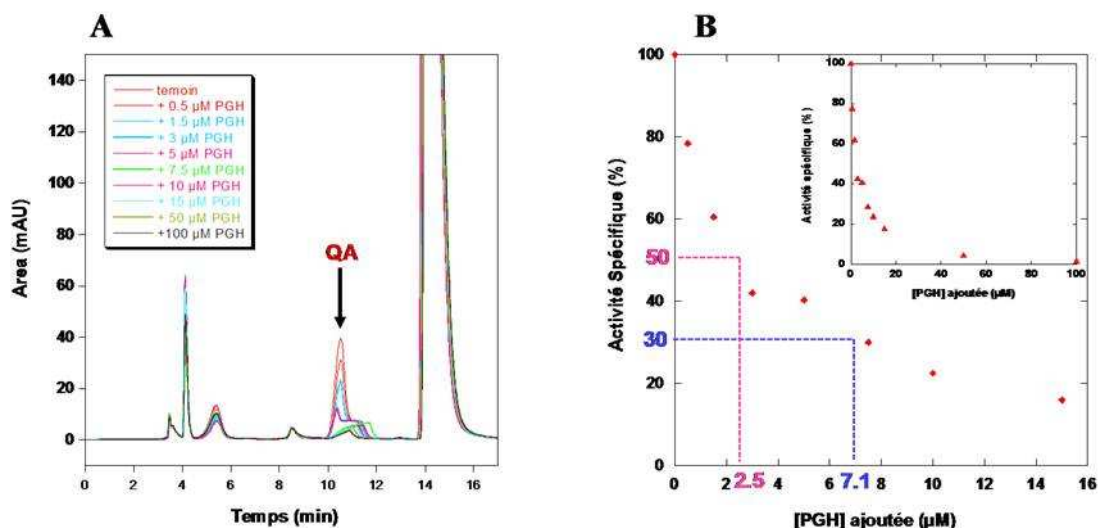 A
Area (mAU)
140
120
100
80
60
40
20
0
temoin
+ 0.5 µM PGH
+ 1.5 µM PGH
+ 3 µM PGH
+ 5 µM PGH
+ 7.5 µM PGH
+ 10 µM PGH
+ 15 µM PGH
+ 50 µM PGH
+100 µM PGH
QA
0 2 4 6 8 10 12 14 16
Temps (min)
B
Activité Spécifique (%)
100
80
60
50
40
30
20
0
0 2 2.5 4 6 7.1 8 10 12 14 16
[PGH] ajoutée (µM)
Activité spécifique (%)
100
80
60
40
20
0
0 20 40 60 80 100
[PGH] ajoutée (µM)